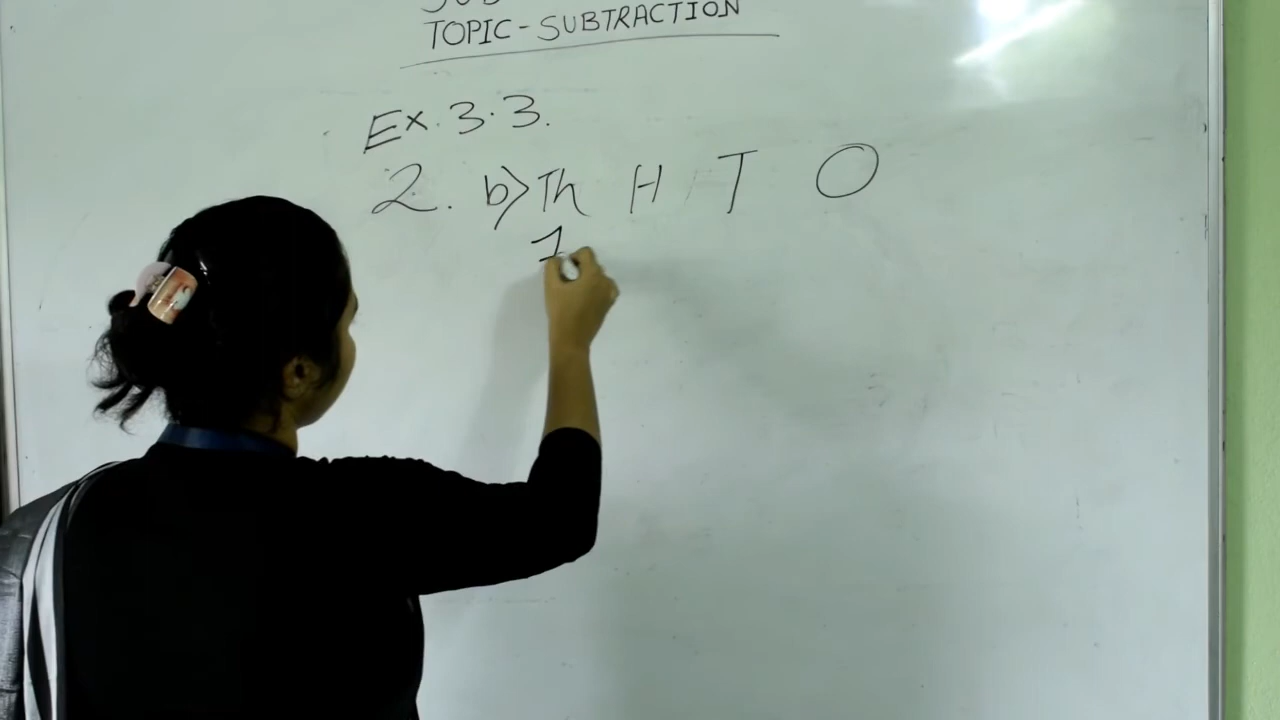 TOPIC-SUBTRACTION
Ex. 3.3.
2. b) Th H T O
1